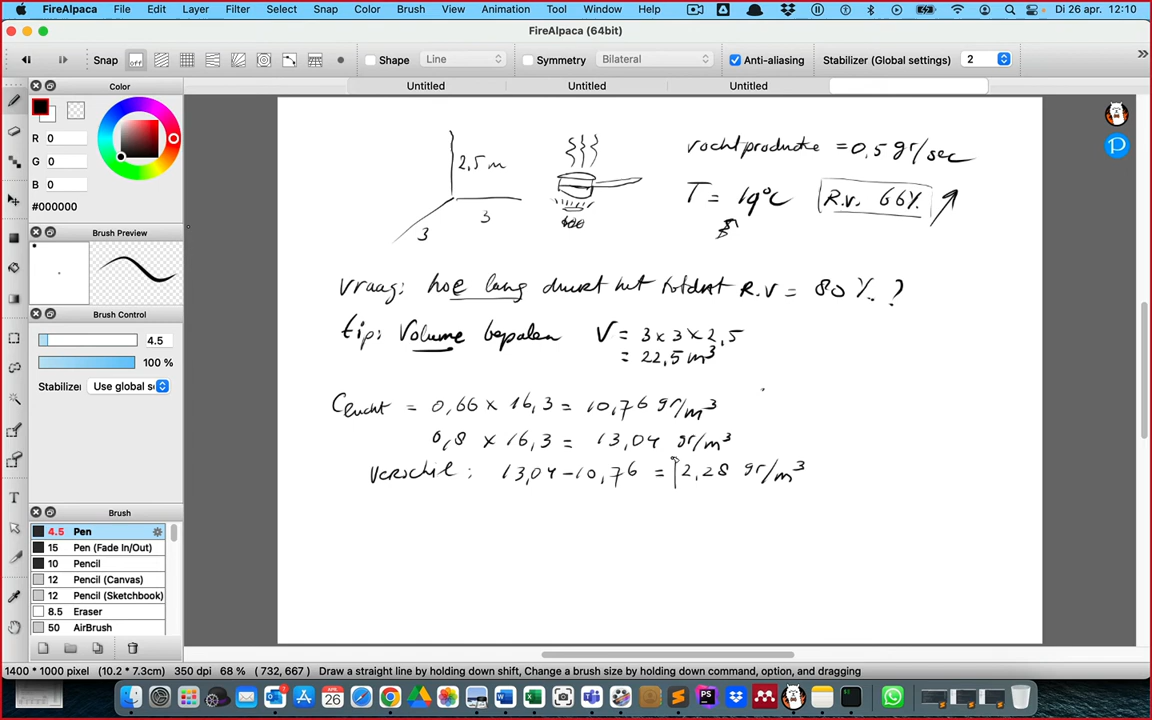 FireAlpaca File Edit Layer Filter Select Snap Color Brush View Animation Tool Window Help Di 26 apr. 12:10
FireAlpaca (64bit)
Snap off Shape Line Symmetry Bilateral Anti-aliasing Stabilizer (Global settings) 2
Untitled Untitled Untitled
Color
R 0
G 0
B 0
#000000
Brush Preview
Brush Control
4.5
100 %
Stabilizer Use global s
Brush
4.5 Pen
15 Pen (Fade In/Out)
10 Pencil
12 Pencil (Canvas)
12 Pencil (Sketchbook)
8.5 Eraser
50 AirBrush
2,5 m
3
3
vochtproductie = 0,5 gr/sec
T = 19°C R.v. 66%
vraag: hoe lang duurt het totdat R.V = 80%?
tip: Volume bepalen V = 3 x 3 x 2,5
= 22,5 m³
Clucht = 0,66 x 16,3 = 10,76 gr/m³
0,8 x 16,3 = 13,04 gr/m³
Verschil: 13,04 - 10,76 = 2,28 gr/m³
1400 * 1000 pixel (10.2 * 7.3cm) 350 dpi 68 % (732, 667) Draw a straight line by holding down shift, Change a brush size by holding down command, option, and dragging